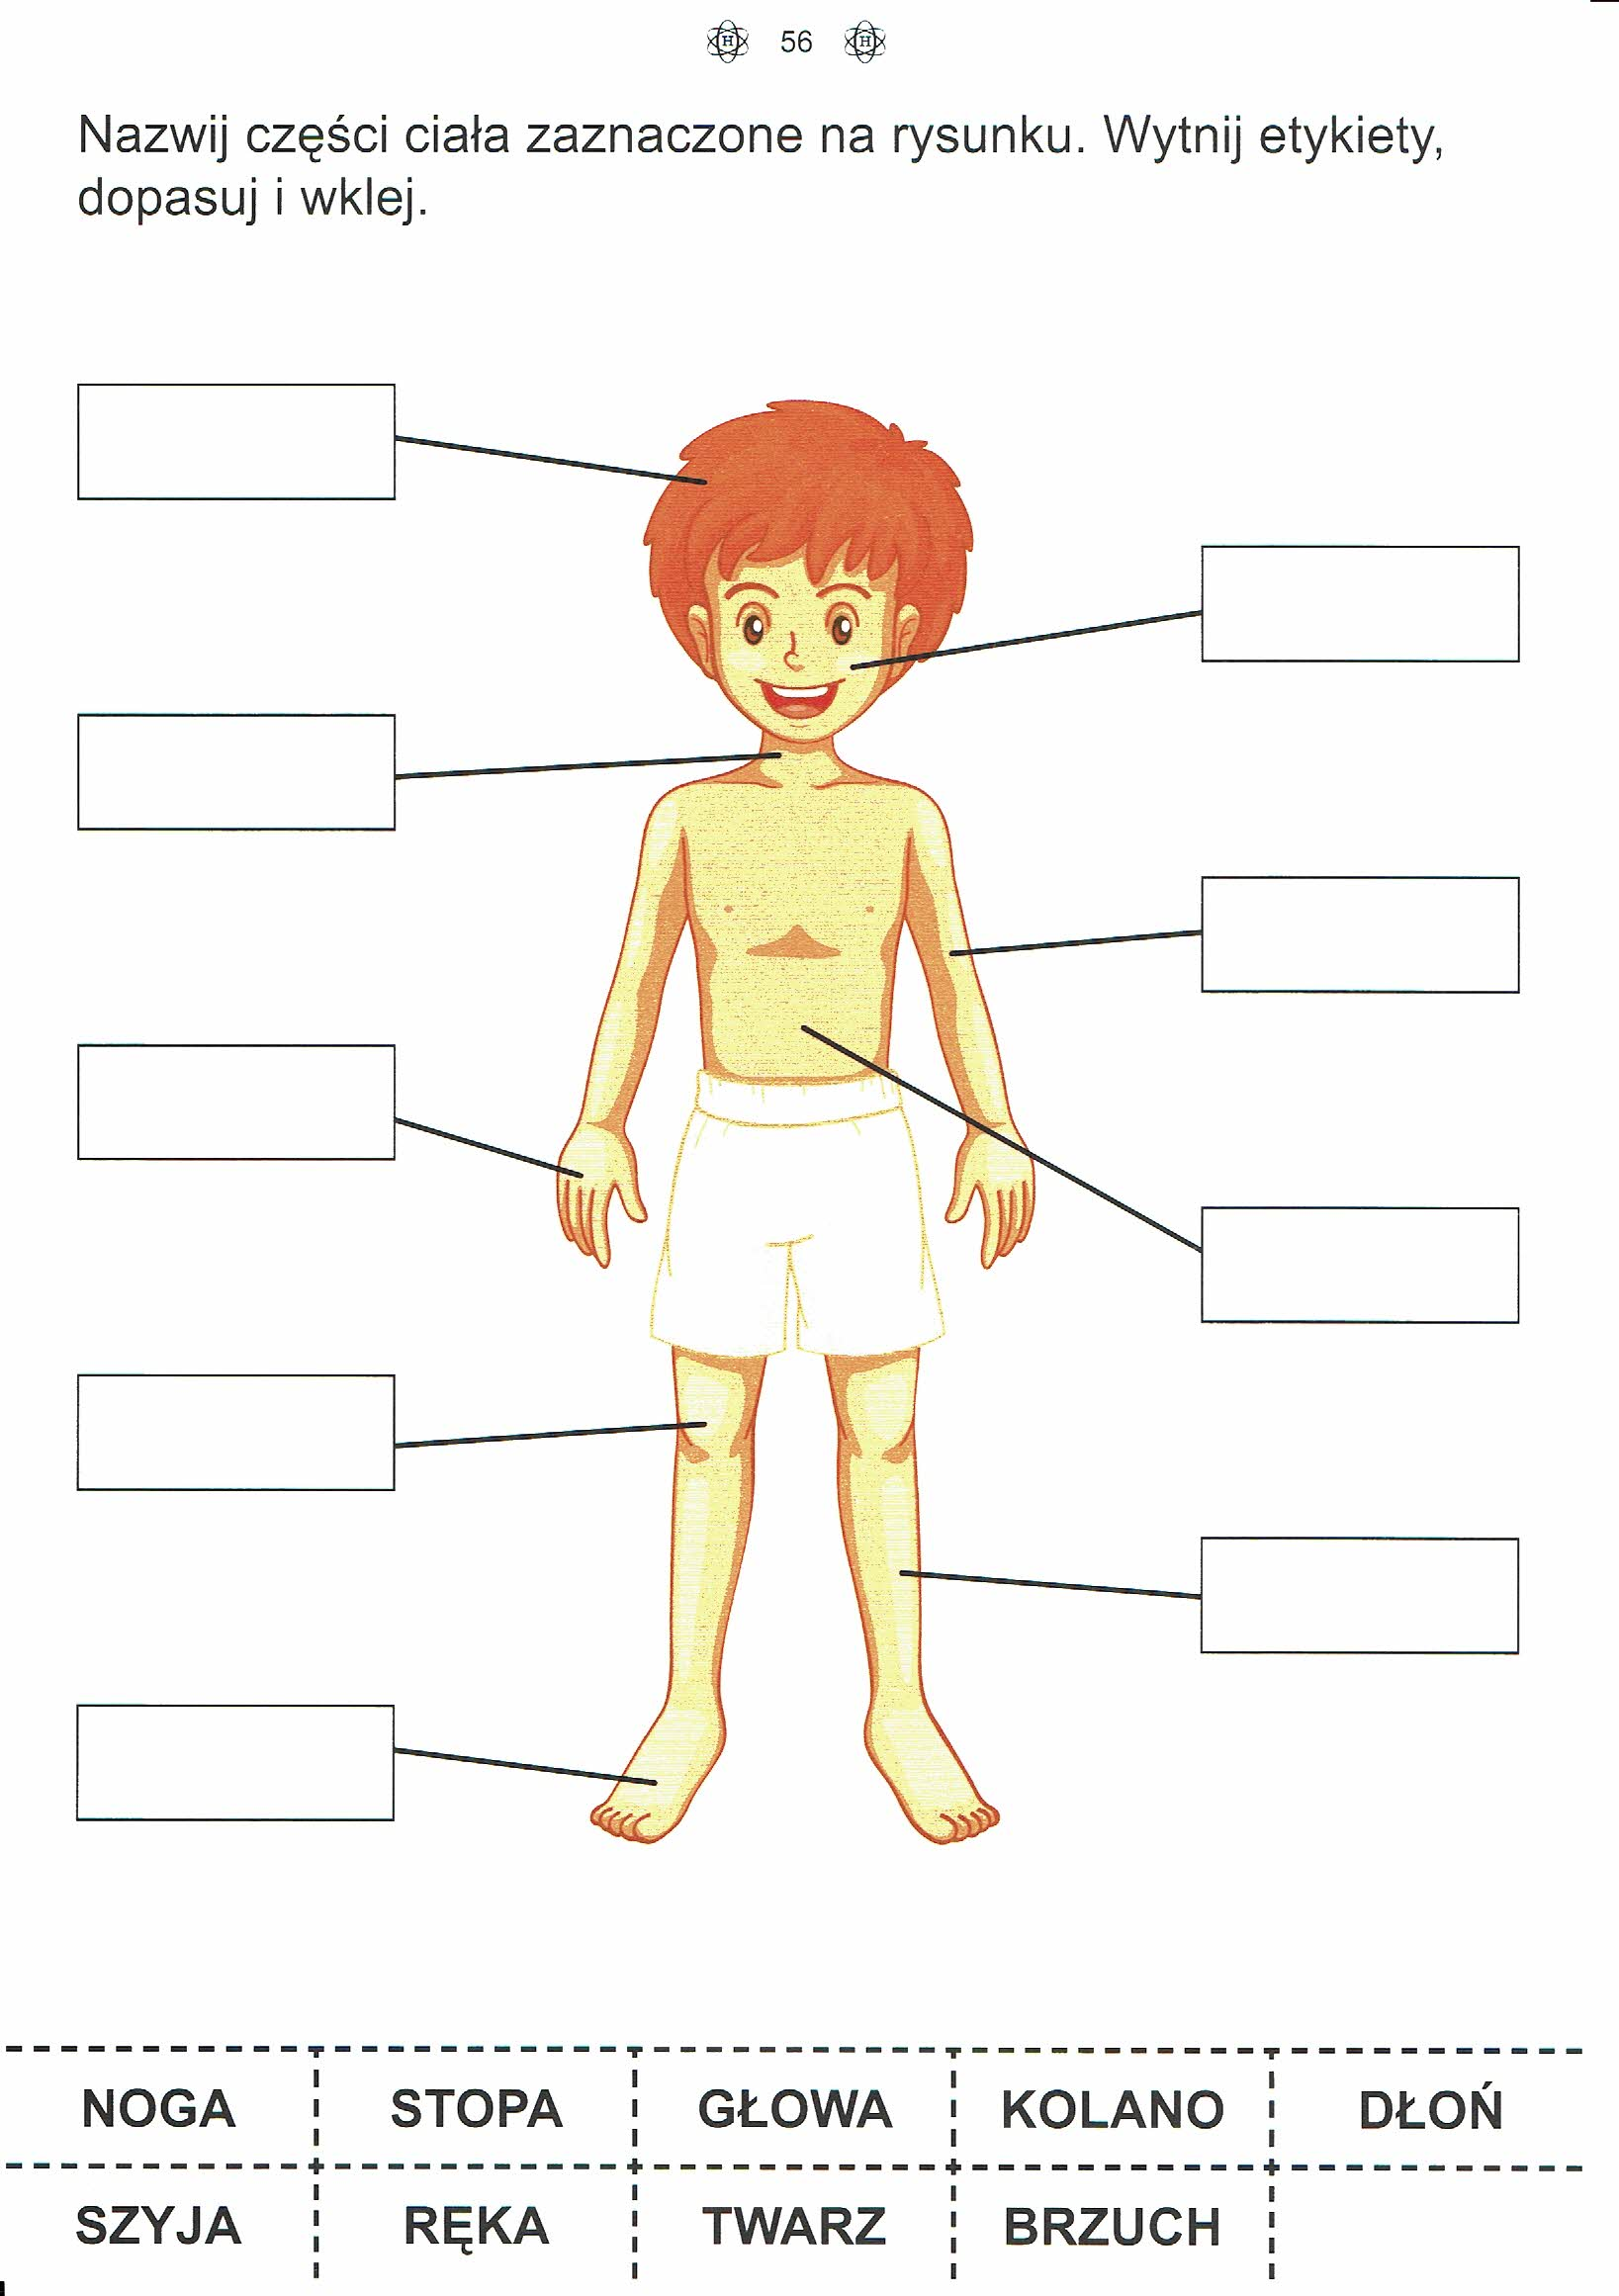 H 56 H
Nazwij części ciała zaznaczone na rysunku. Wytnij etykiety,
dopasuj i wklej.
NOGA STOPA GŁOWA KOLANO DŁOŃ
SZYJA RĘKA TWARZ BRZUCH